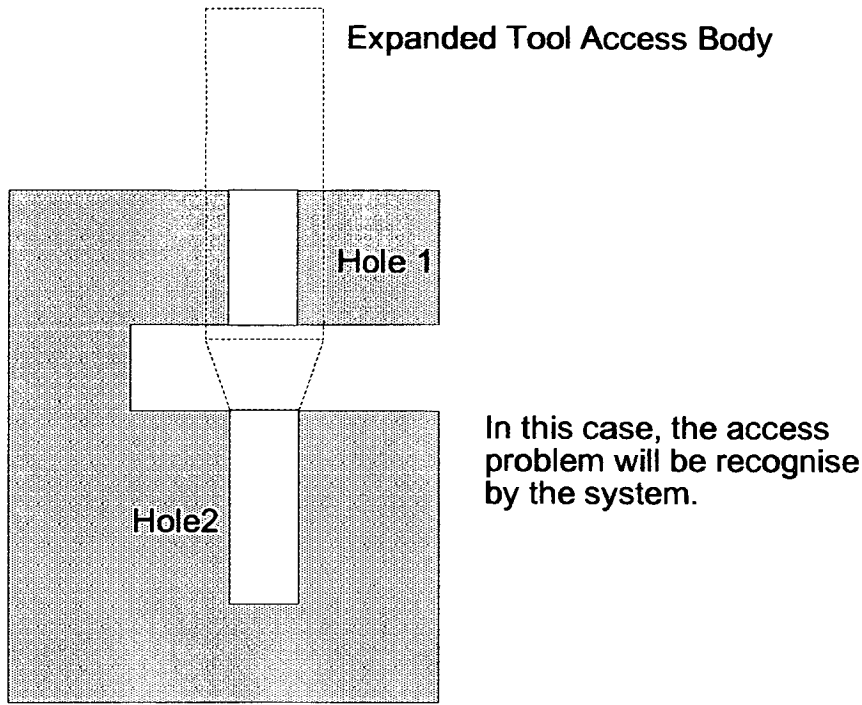 Expanded Tool Access Body
Hole 1
In this case, the access
problem will be recognise
by the system.
Hole2